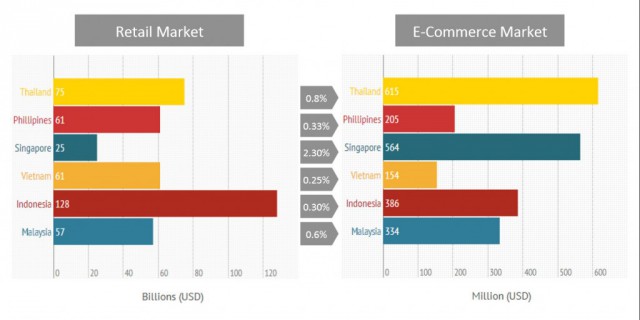 Retail Market
E-Commerce Market
Thailand 75
Phillipines 61
Singapore 25
Vietnam 61
Indonesia 128
Malaysia 57
0 20 40 60 80 100 120
Billions (USD)
0.8%
0.33%
2.30%
0.25%
0.30%
0.6%
Thailand 615
Phillipines 205
Singapore 564
Vietnam 154
Indonesia 386
Malaysia 334
0 100 200 300 400 500 600
Million (USD)